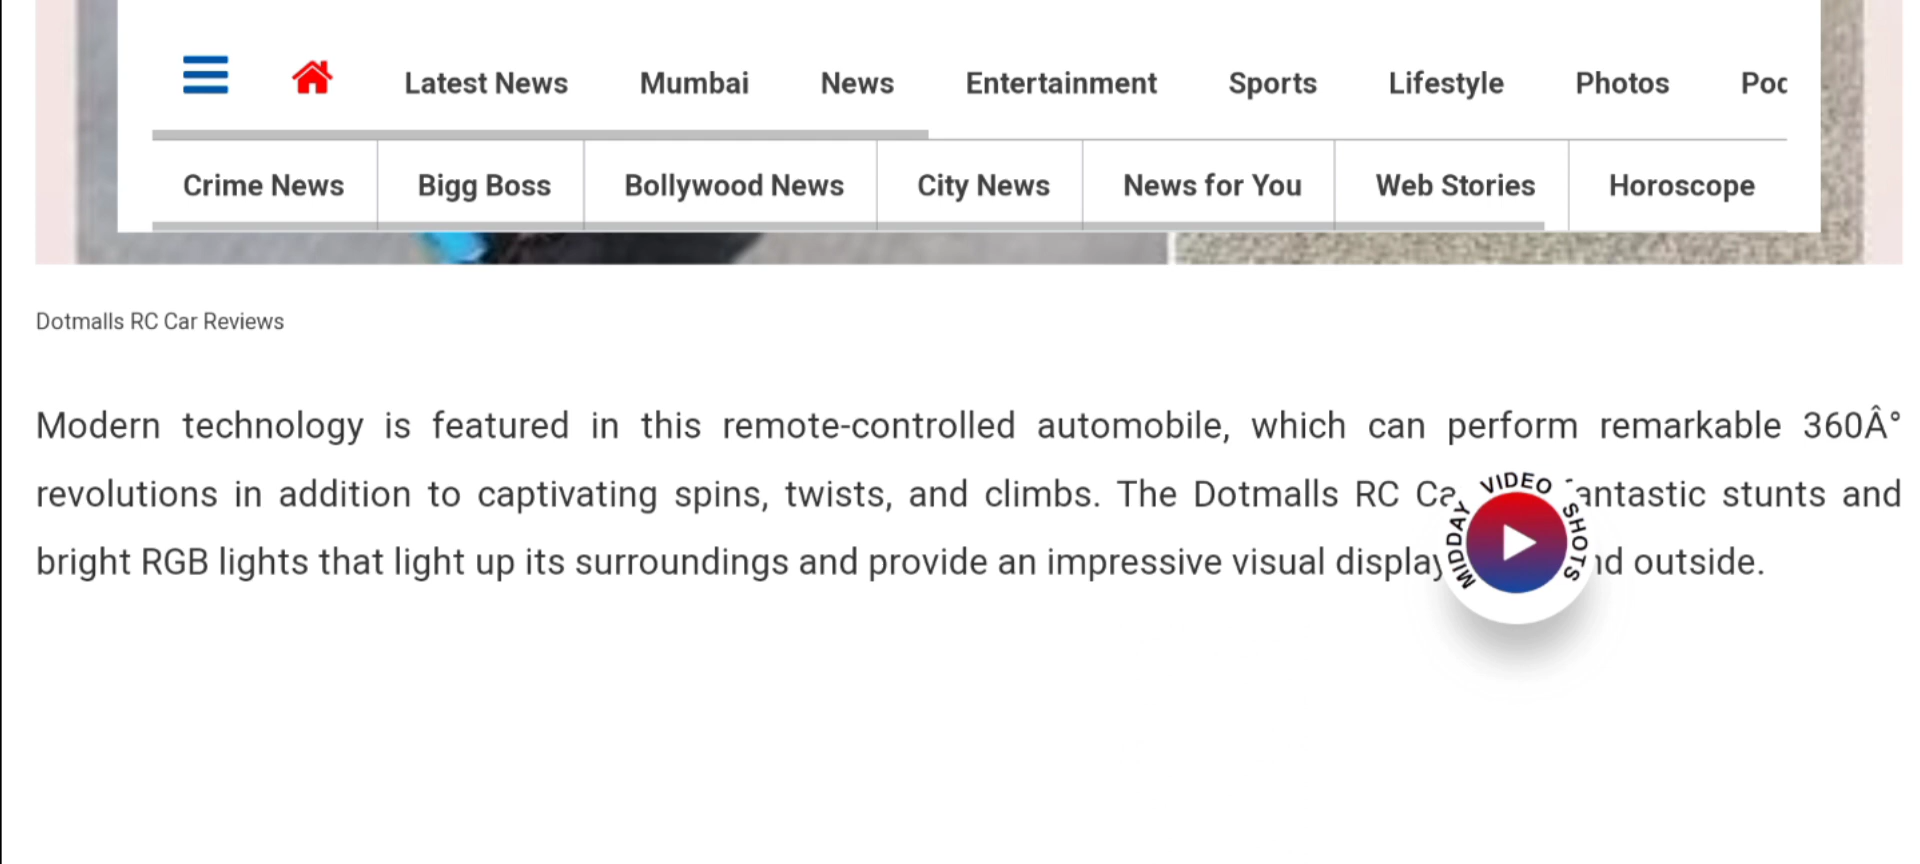 Latest News Mumbai News Entertainment Sports Lifestyle Photos
Crime News Bigg Boss Bollywood News City News News for You Web Stories Horoscope
Dotmalls RC Car Reviews
Modern technology is featured in this remote-controlled automobile, which can perform remarkable 360Â°
revolutions in addition to captivating spins, twists, and climbs. The Dotmalls RC stunts and
bright RGB lights that light up its surroundings and provide an impressive visual display outside.
MIDDAY VIDEO SHOTS